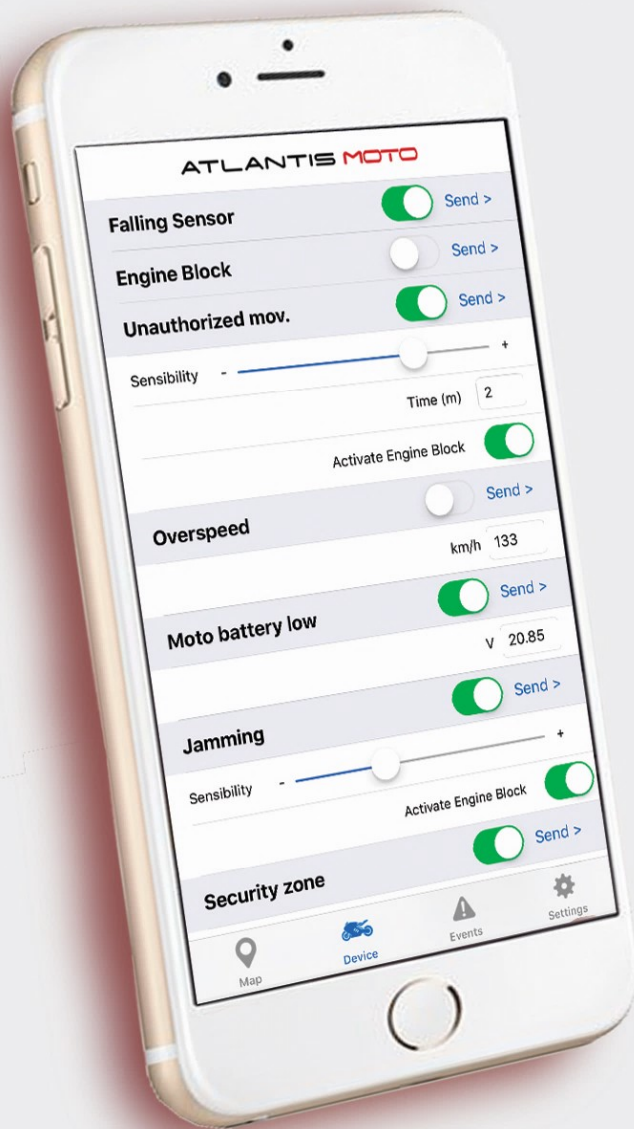 ATLANTIS MOTO
Falling Sensor Send >
Engine Block Send >
Unauthorized mov. Send >
Sensibility - +
Time (m) 2
Activate Engine Block
Overspeed Send >
km/h 133
Moto battery low Send >
V 20.85
Jamming Send >
Sensibility - +
Activate Engine Block
Security zone Send >
Map Device Events Settings